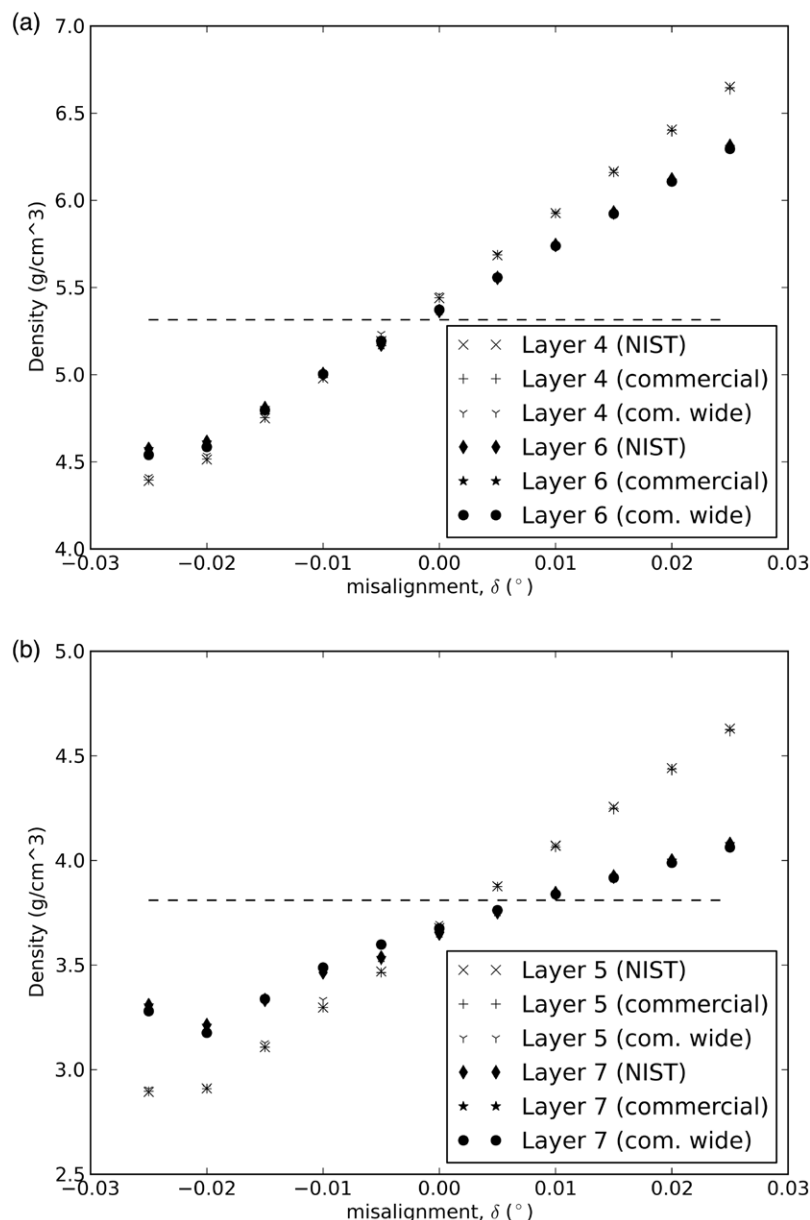 (a)
7.0
6.5
6.0
5.5
5.0
4.5
4.0
Density (g/cm^3)
Layer 4 (NIST)
Layer 4 (commercial)
Layer 4 (com. wide)
Layer 6 (NIST)
Layer 6 (commercial)
Layer 6 (com. wide)
−0.03 −0.02 −0.01 0.00 0.01 0.02 0.03
misalignment, δ (°)
(b)
5.0
4.5
4.0
3.5
3.0
2.5
Density (g/cm^3)
Layer 5 (NIST)
Layer 5 (commercial)
Layer 5 (com. wide)
Layer 7 (NIST)
Layer 7 (commercial)
Layer 7 (com. wide)
−0.03 −0.02 −0.01 0.00 0.01 0.02 0.03
misalignment, δ (°)